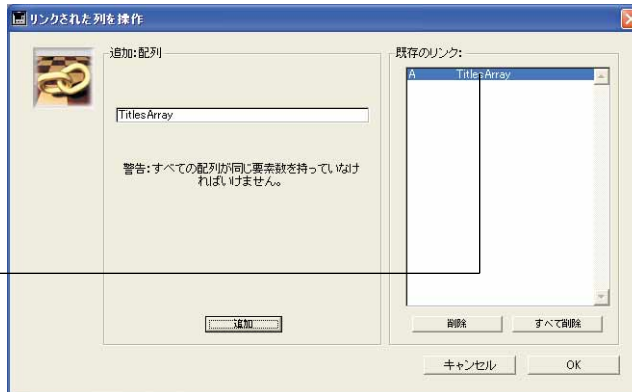 リンクされた列を操作
追加:配列
TitlesArray
警告:すべての配列が同じ要素数を持っていなけ
ればいけません。
追加
既存のリンク:
A TitlesArray
削除
すべて削除
キャンセル
OK